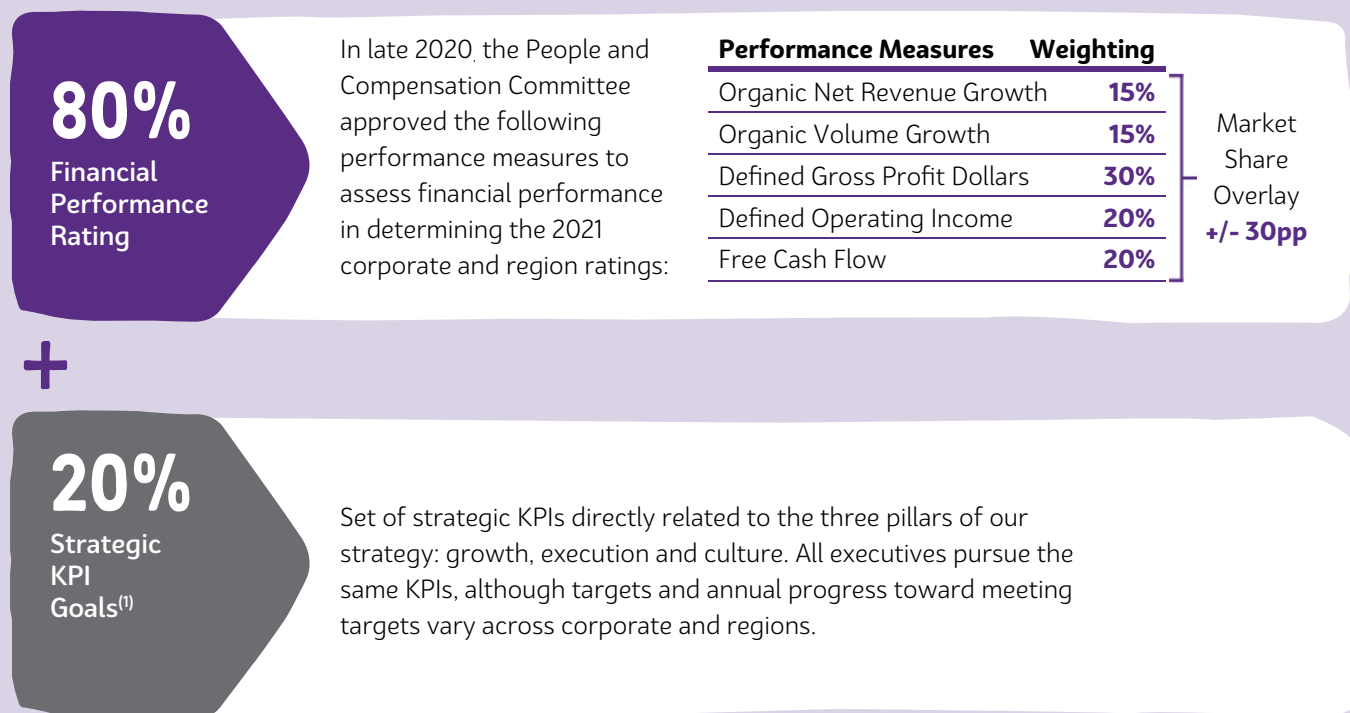 80%
Financial
Performance
Rating
In late 2020, the People and
Compensation Committee
approved the following
performance measures to
assess financial performance
in determining the 2021
corporate and region ratings:
Performance Measures Weighting
Organic Net Revenue Growth 15%
Organic Volume Growth 15%
Defined Gross Profit Dollars 30%
Defined Operating Income 20%
Free Cash Flow 20%
Market
Share
Overlay
+/- 30pp
+
20%
Strategic
KPI
Goals(1)
Set of strategic KPIs directly related to the three pillars of our
strategy: growth, execution and culture. All executives pursue the
same KPIs, although targets and annual progress toward meeting
targets vary across corporate and regions.